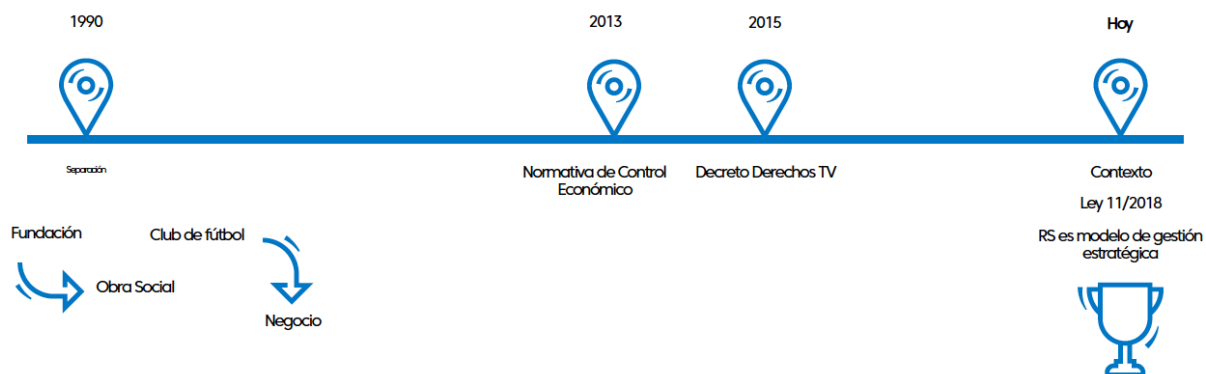 1990
2013
2015
Hoy
Separación
Normativa de Control
Económico
Decreto Derechos TV
Contexto
Ley 11/2018
RS es modelo de gestión
estratégica
Fundación
Obra Social
Club de fútbol
Negocio